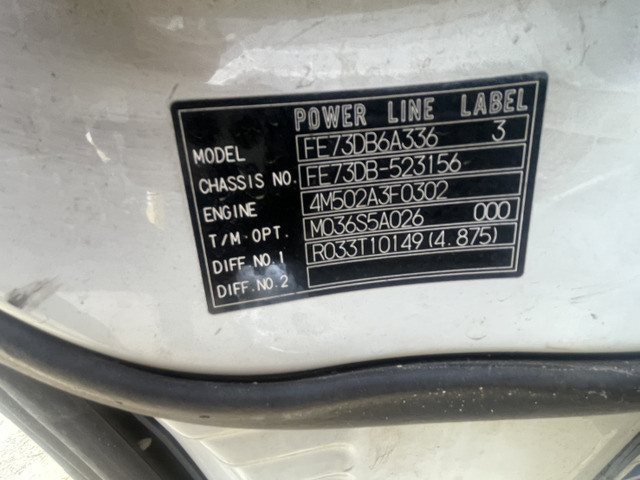 POWER LINE LABEL
MODEL FE73DB6A336 3
CHASSIS NO. FE73DB-523156
ENGINE 4M502A3F0302
T/M·OPT. M036S5A026 000
DIFF.NO.1 R033T10149(4.875)
DIFF.NO.2